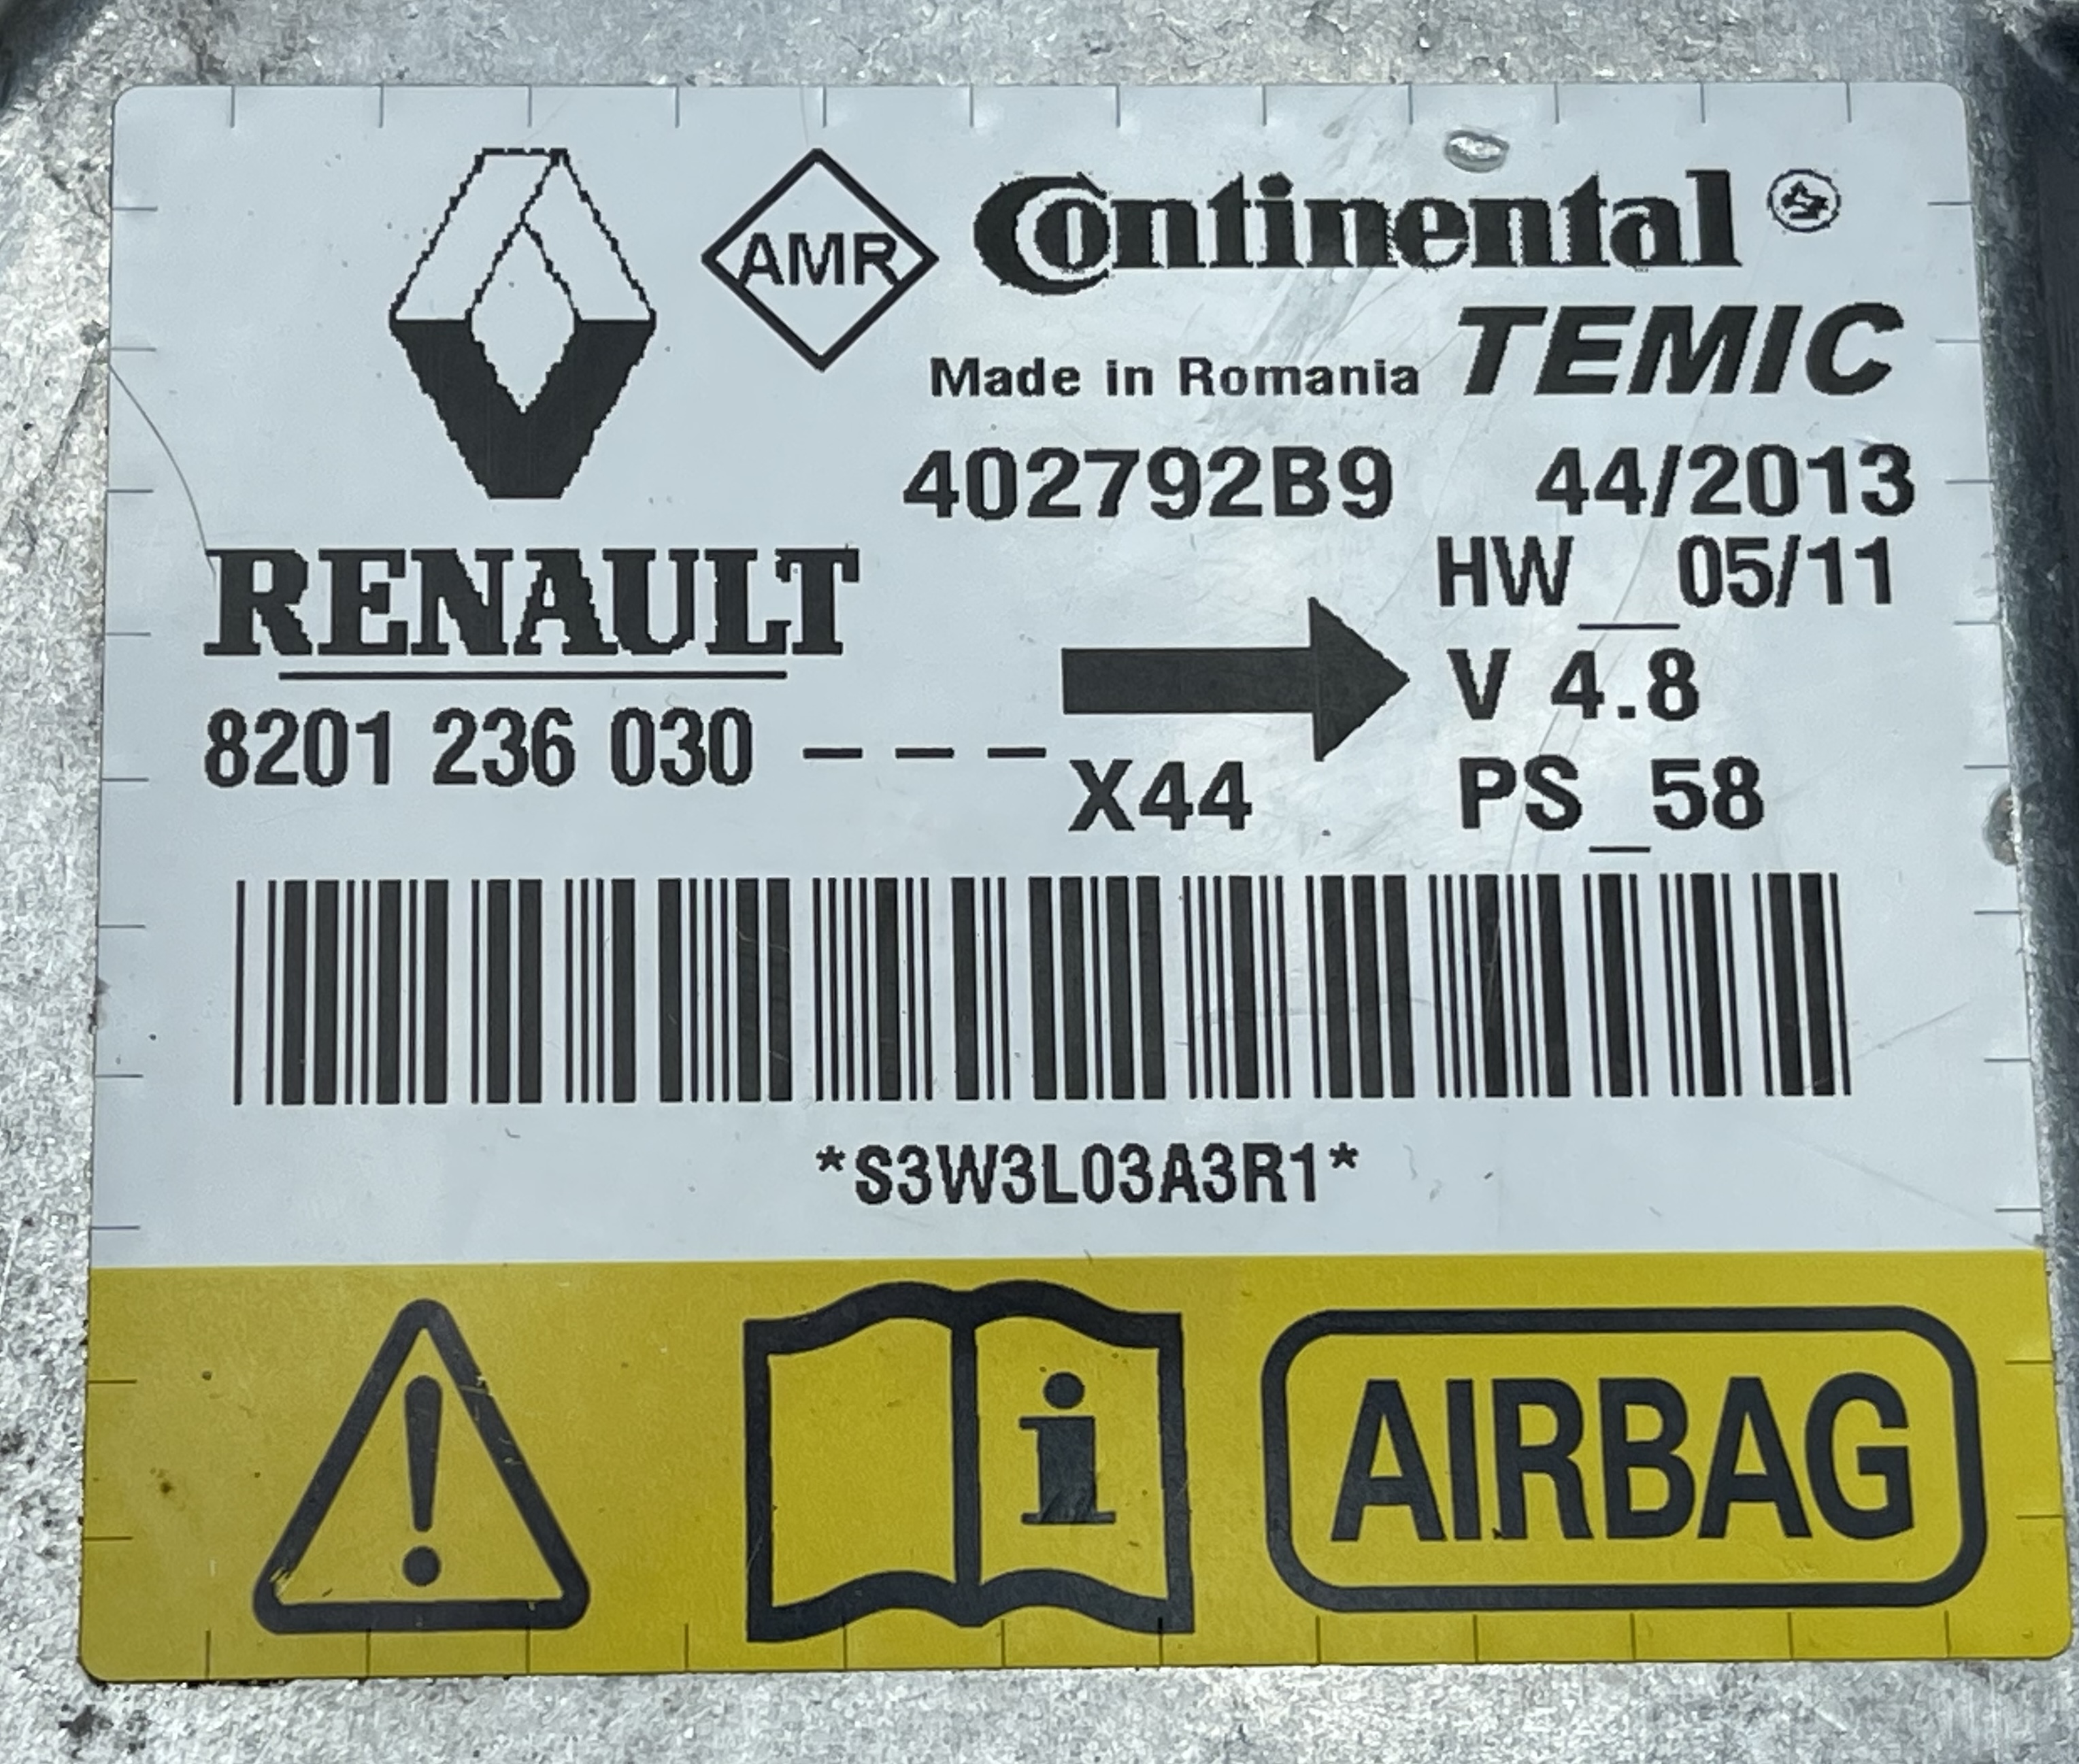 AMR
Continental
TEMIC
Made in Romania
402792B9 44/2013
HW__05/11
RENAULT
V 4.8
8201 236 030 – – –
X44
PS_58
*S3W3L03A3R1*
i
AIRBAG